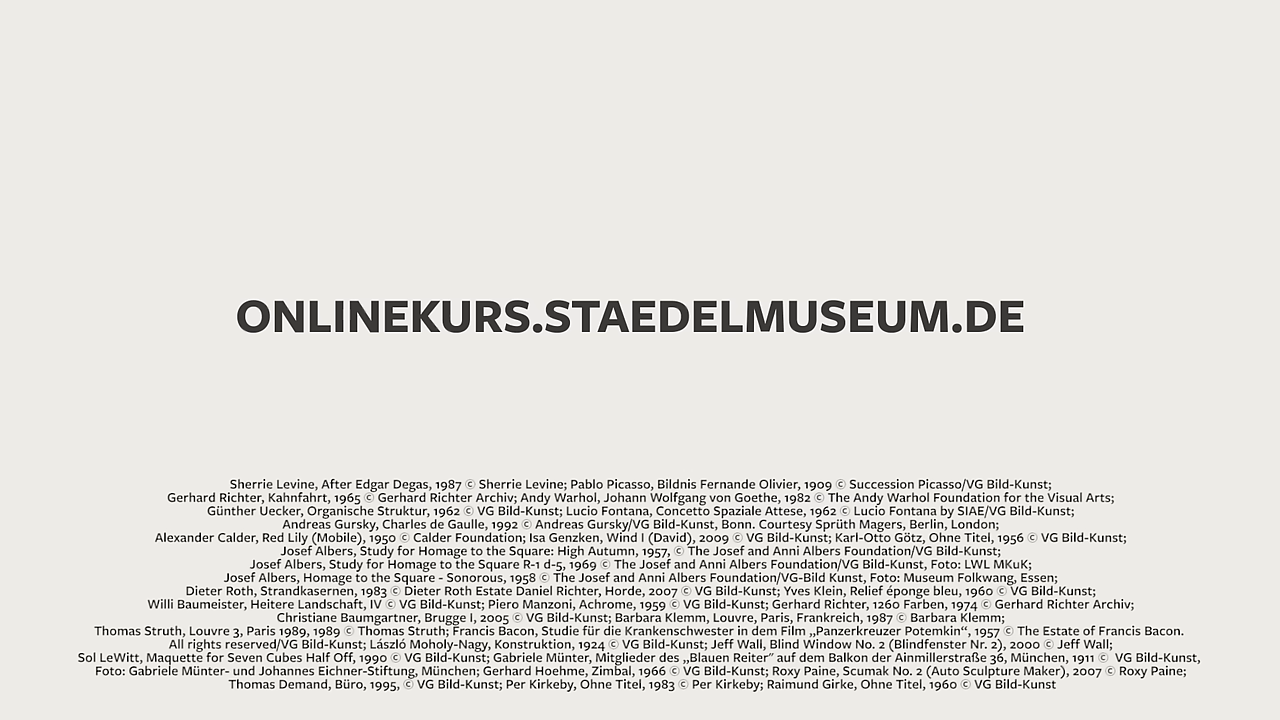 ONLINEKURS.STAEDELMUSEUM.DE
Sherrie Levine, After Edgar Degas, 1987 © Sherrie Levine; Pablo Picasso, Bildnis Fernande Olivier, 1909 © Succession Picasso/VG Bild-Kunst;
Gerhard Richter, Kahnfahrt, 1965 © Gerhard Richter Archiv; Andy Warhol, Johann Wolfgang von Goethe, 1982 © The Andy Warhol Foundation for the Visual Arts;
Günther Uecker, Organische Struktur, 1962 © VG Bild-Kunst; Lucio Fontana, Concetto Spaziale Attese, 1962 © Lucio Fontana by SIAE/VG Bild-Kunst;
Andreas Gursky, Charles de Gaulle, 1992 © Andreas Gursky/VG Bild-Kunst, Bonn. Courtesy Sprüth Magers, Berlin, London;
Alexander Calder, Red Lily (Mobile), 1950 © Calder Foundation; Isa Genzken, Wind I (David), 2009 © VG Bild-Kunst; Karl-Otto Götz, Ohne Titel, 1956 © VG Bild-Kunst;
Josef Albers, Study for Homage to the Square: High Autumn, 1957, © The Josef and Anni Albers Foundation/VG Bild-Kunst;
Josef Albers, Study for Homage to the Square R-1 d-5, 1969 © The Josef and Anni Albers Foundation/VG Bild-Kunst, Foto: LWL MKuK;
Josef Albers, Homage to the Square - Sonorous, 1958 © The Josef and Anni Albers Foundation/VG-Bild Kunst, Foto: Museum Folkwang, Essen;
Dieter Roth, Strandkasernen, 1983 © Dieter Roth Estate Daniel Richter, Horde, 2007 © VG Bild-Kunst; Yves Klein, Relief éponge bleu, 1960 © VG Bild-Kunst;
Willi Baumeister, Heitere Landschaft, IV © VG Bild-Kunst; Piero Manzoni, Achrome, 1959 © VG Bild-Kunst; Gerhard Richter, 1260 Farben, 1974 © Gerhard Richter Archiv;
Christiane Baumgartner, Brugge I, 2005 © VG Bild-Kunst; Barbara Klemm, Louvre, Paris, Frankreich, 1987 © Barbara Klemm;
Thomas Struth, Louvre 3, Paris 1989, 1989 © Thomas Struth; Francis Bacon, Studie für die Krankenschwester in dem Film „Panzerkreuzer Potemkin“, 1957 © The Estate of Francis Bacon.
All rights reserved/VG Bild-Kunst; László Moholy-Nagy, Konstruktion, 1924 © VG Bild-Kunst; Jeff Wall, Blind Window No. 2 (Blindfenster Nr. 2), 2000 © Jeff Wall;
Sol LeWitt, Maquette for Seven Cubes Half Off, 1990 © VG Bild-Kunst; Gabriele Münter, Mitglieder des „Blauen Reiter" auf dem Balkon der Ainmillerstraße 36, München, 1911 © VG Bild-Kunst,
Foto: Gabriele Münter- und Johannes Eichner-Stiftung, München; Gerhard Hoehme, Zimbal, 1966 © VG Bild-Kunst; Roxy Paine, Scumak No. 2 (Auto Sculpture Maker), 2007 © Roxy Paine;
Thomas Demand, Büro, 1995, © VG Bild-Kunst; Per Kirkeby, Ohne Titel, 1983 © Per Kirkeby; Raimund Girke, Ohne Titel, 1960 © VG Bild-Kunst